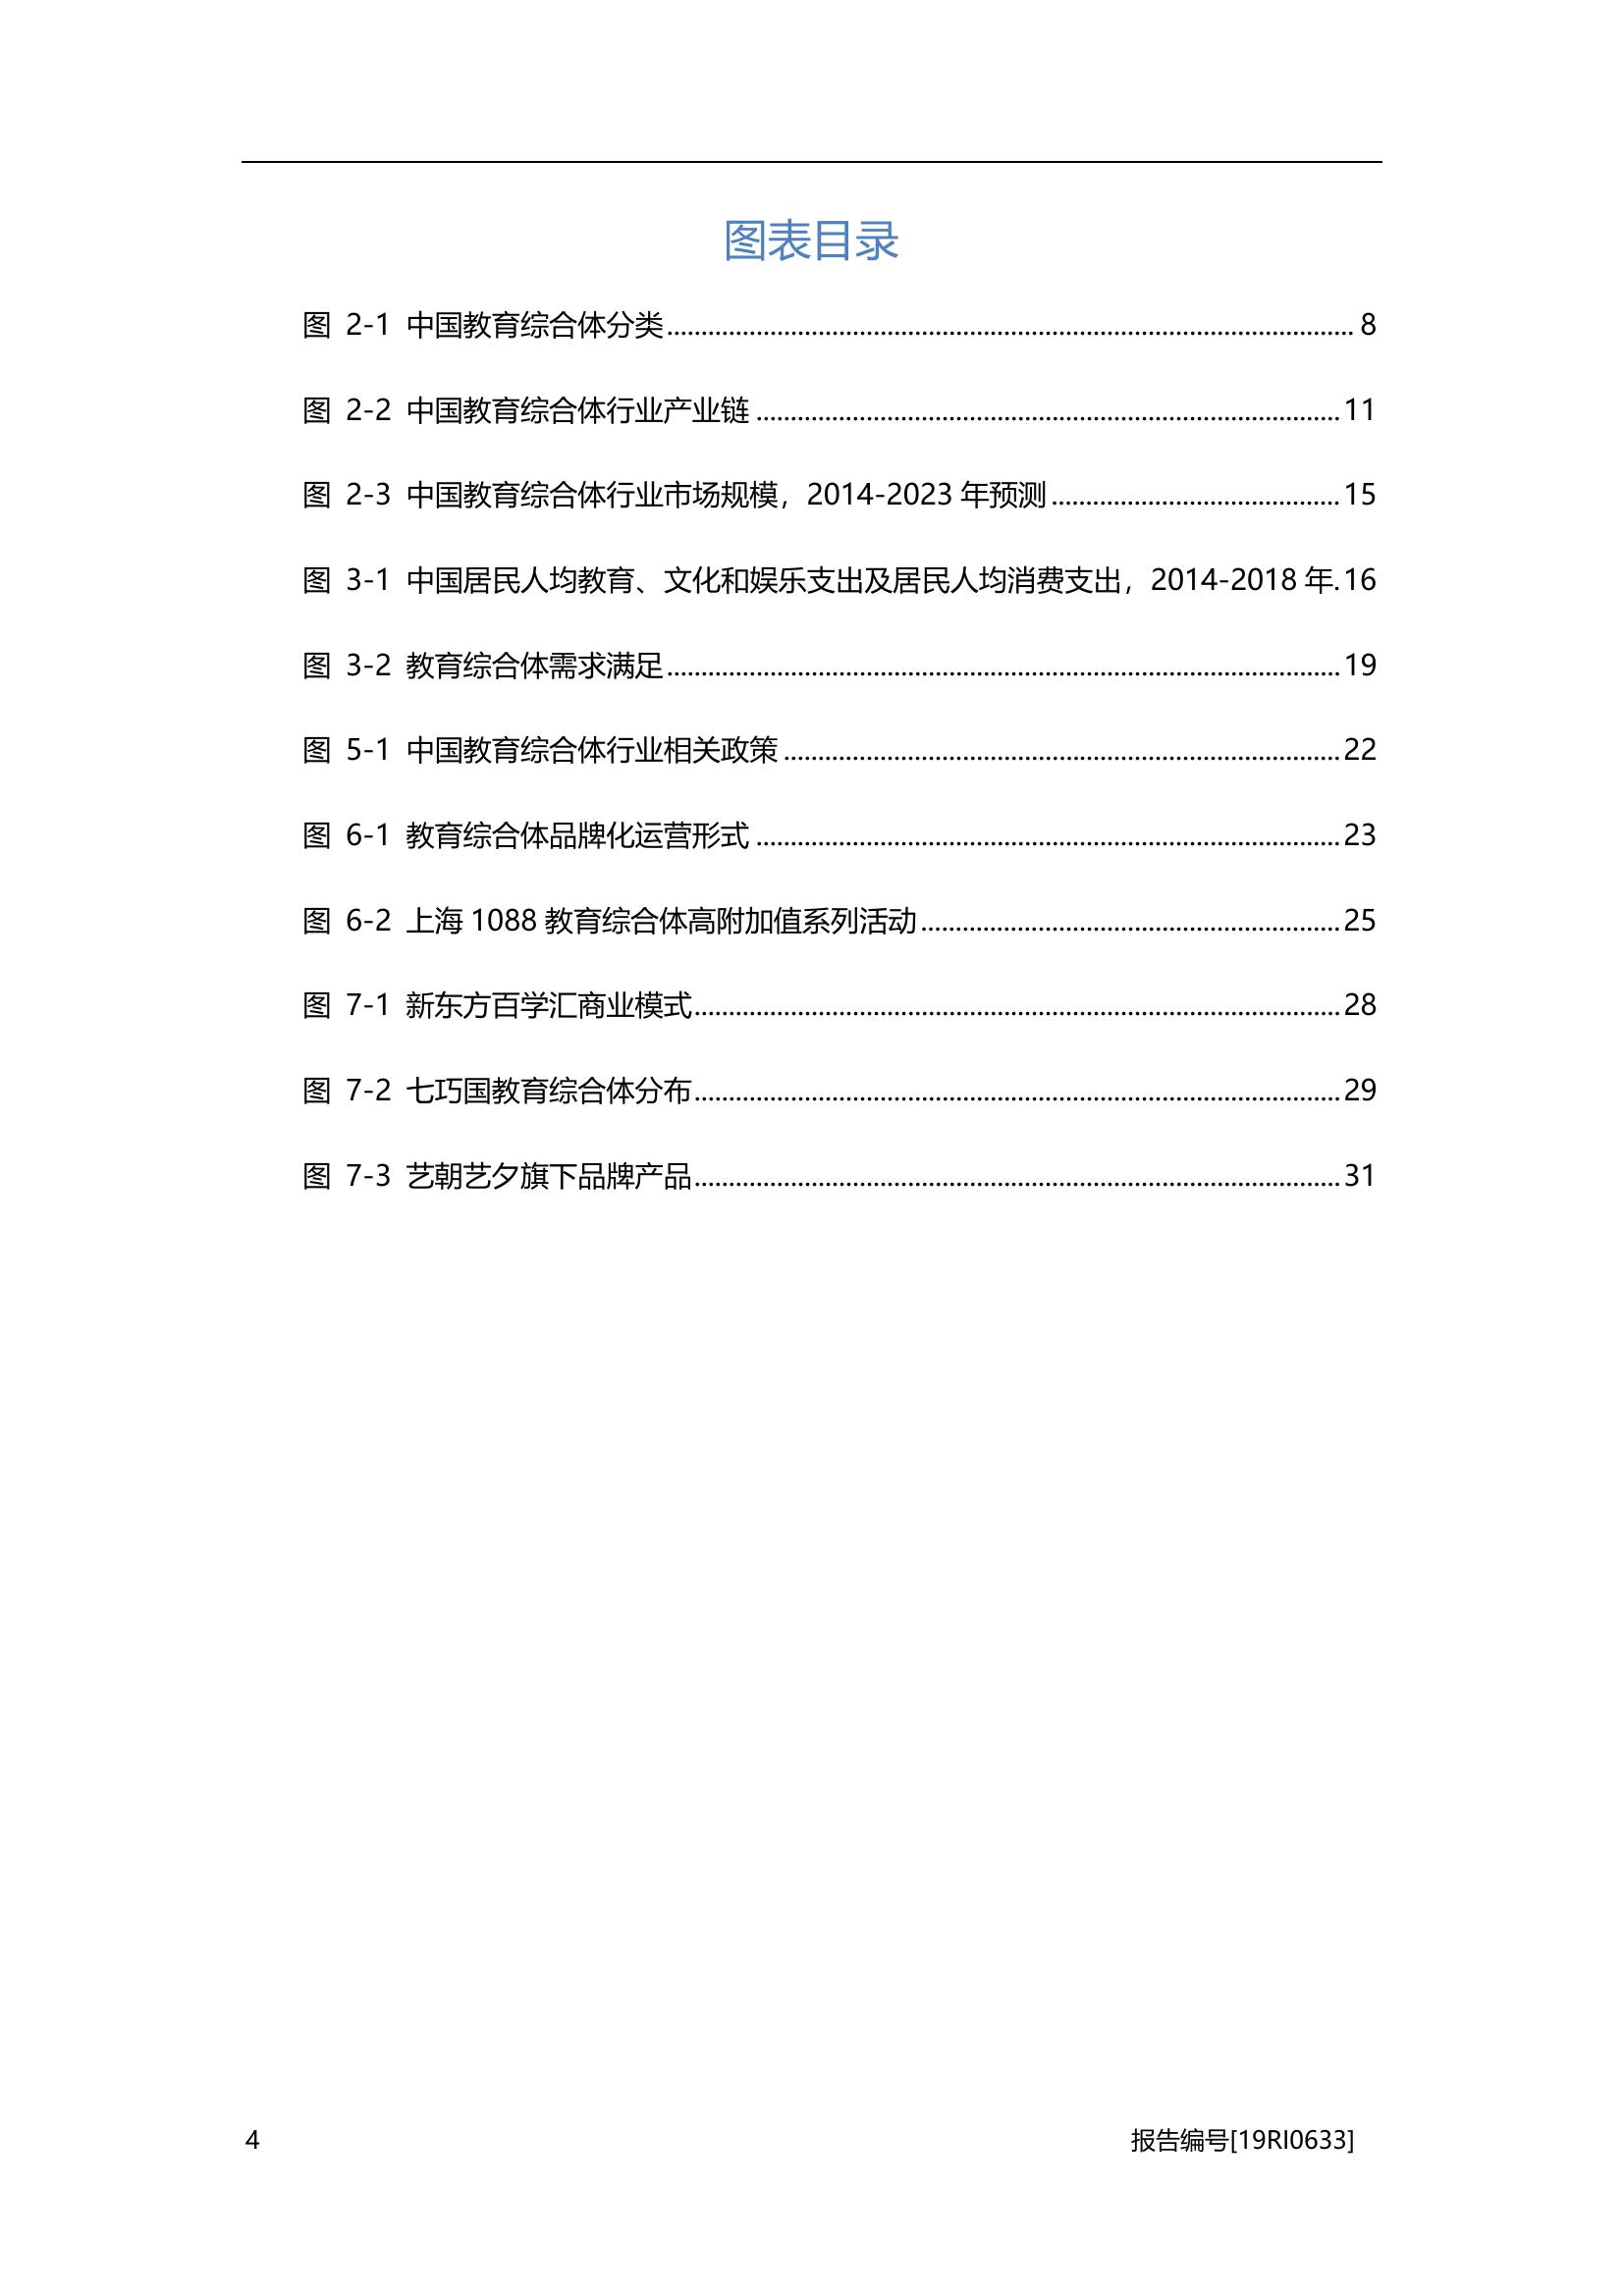 图表目录
图 2-1 中国教育综合体分类.................................................................................................... 8
图 2-2 中国教育综合体行业产业链 .....................................................................................11
图 2-3 中国教育综合体行业市场规模，2014-2023 年预测 ..........................................15
图 3-1 中国居民人均教育、文化和娱乐支出及居民人均消费支出，2014-2018 年.16
图 3-2 教育综合体需求满足..................................................................................................19
图 5-1 中国教育综合体行业相关政策 .................................................................................22
图 6-1 教育综合体品牌化运营形式 .....................................................................................23
图 6-2 上海 1088 教育综合体高附加值系列活动.............................................................25
图 7-1 新东方百学汇商业模式..............................................................................................28
图 7-2 七巧国教育综合体分布..............................................................................................29
图 7-3 艺朝艺夕旗下品牌产品..............................................................................................31
4 报告编号[19RI0633]